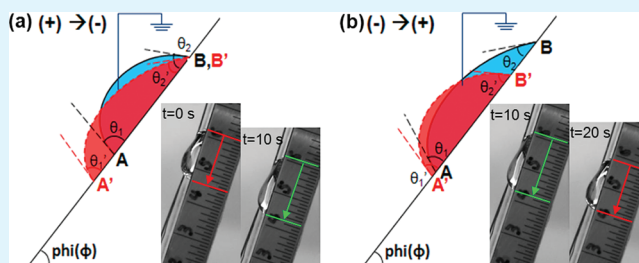 (a) (+) →(-)
θ2
B,B'
θ2'
θ1
A
θ1'
A'
t=0 s
t=10 s
phi(ϕ)
(b) (-) →(+)
B
θ2
B'
θ2'
θ1
A
θ1'
A'
t=10 s
t=20 s
phi(ϕ)